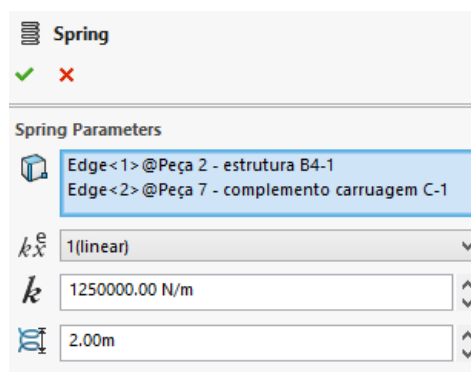 Spring
Spring Parameters
Edge<1>@Peça 2 - estrutura B4-1
Edge<2>@Peça 7 - complemento carruagem C-1
kxe 1(linear)
k 1250000.00 N/m
2.00m